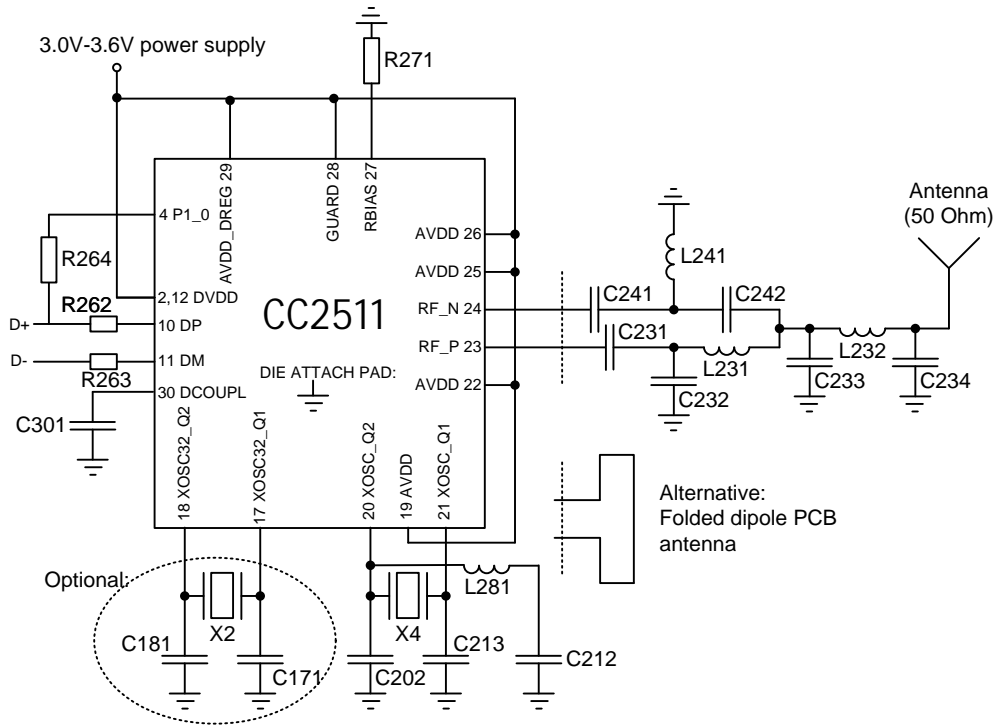 3.0V-3.6V power supply
R271
AVDD_DREG 29
GUARD 28
RBIAS 27
4 P1_0
R264
R262
D+
2,12 DVDD
10 DP
D-
11 DM
R263
30 DCOUPL
C301
CC2511
DIE ATTACH PAD:
AVDD 26
AVDD 25
RF_N 24
RF_P 23
AVDD 22
18 XOSC32_Q2
17 XOSC32_Q1
20 XOSC_Q2
19 AVDD
21 XOSC_Q1
L241
C241
C242
C231
L231
C232
L232
C233
C234
Antenna
(50 Ohm)
Alternative:
Folded dipole PCB
antenna
Optional:
X2
C181
C171
X4
L281
C202
C213
C212